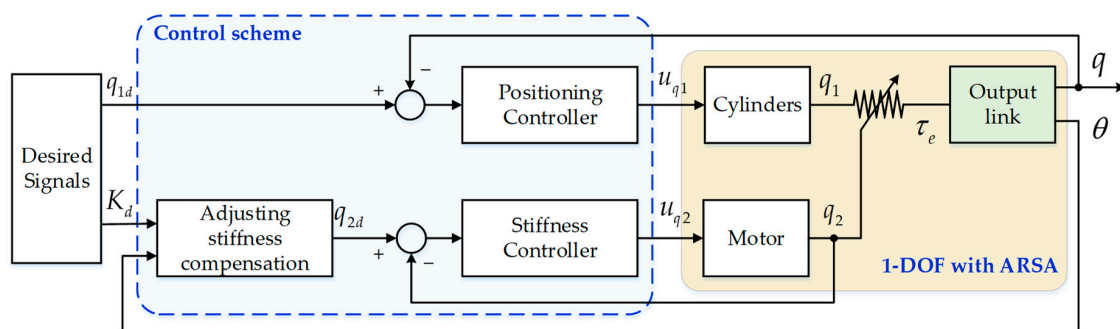 Control scheme
q1d
+
−
Positioning
Controller
uq1
Cylinders
q1
τe
Output
link
q
θ
Desired
Signals
Kd
Adjusting
stiffness
compensation
q2d
+
−
Stiffness
Controller
uq2
Motor
q2
1-DOF with ARSA